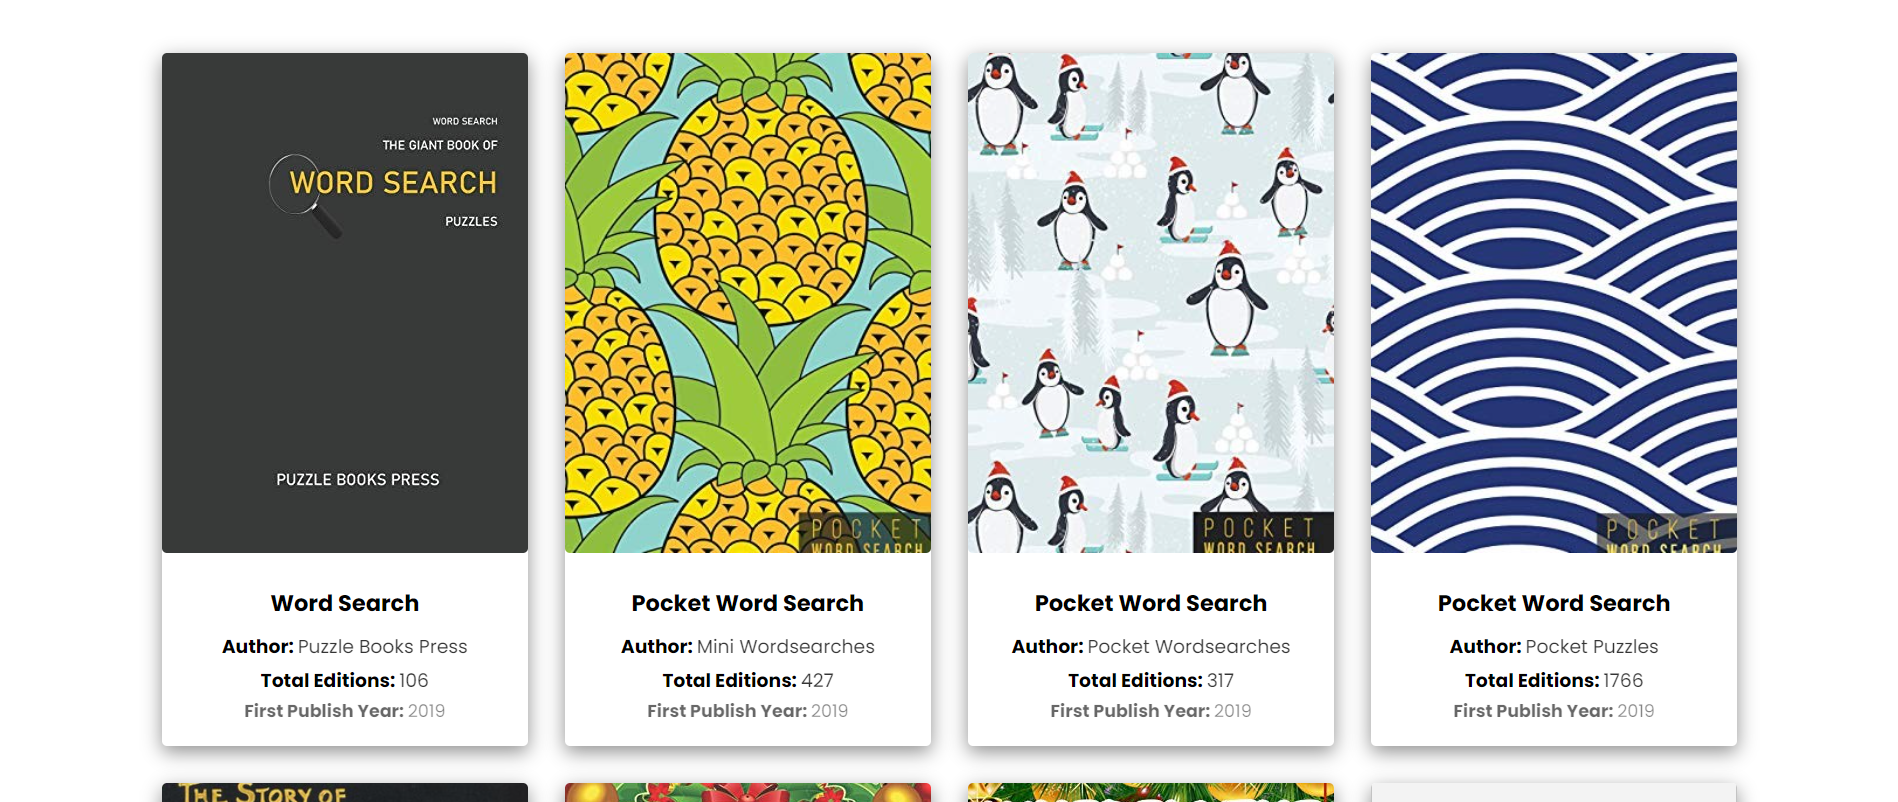 WORD SEARCH
THE GIANT BOOK OF
WORD SEARCH
PUZZLES
PUZZLE BOOKS PRESS
POCKET
WORD SEARCH
POCKET
WORD SEARCH
POCKET
WORD SEARCH
Word Search
Author: Puzzle Books Press
Total Editions: 106
First Publish Year: 2019
Pocket Word Search
Author: Mini Wordsearches
Total Editions: 427
First Publish Year: 2019
Pocket Word Search
Author: Pocket Wordsearches
Total Editions: 317
First Publish Year: 2019
Pocket Word Search
Author: Pocket Puzzles
Total Editions: 1766
First Publish Year: 2019
THE STORY OF